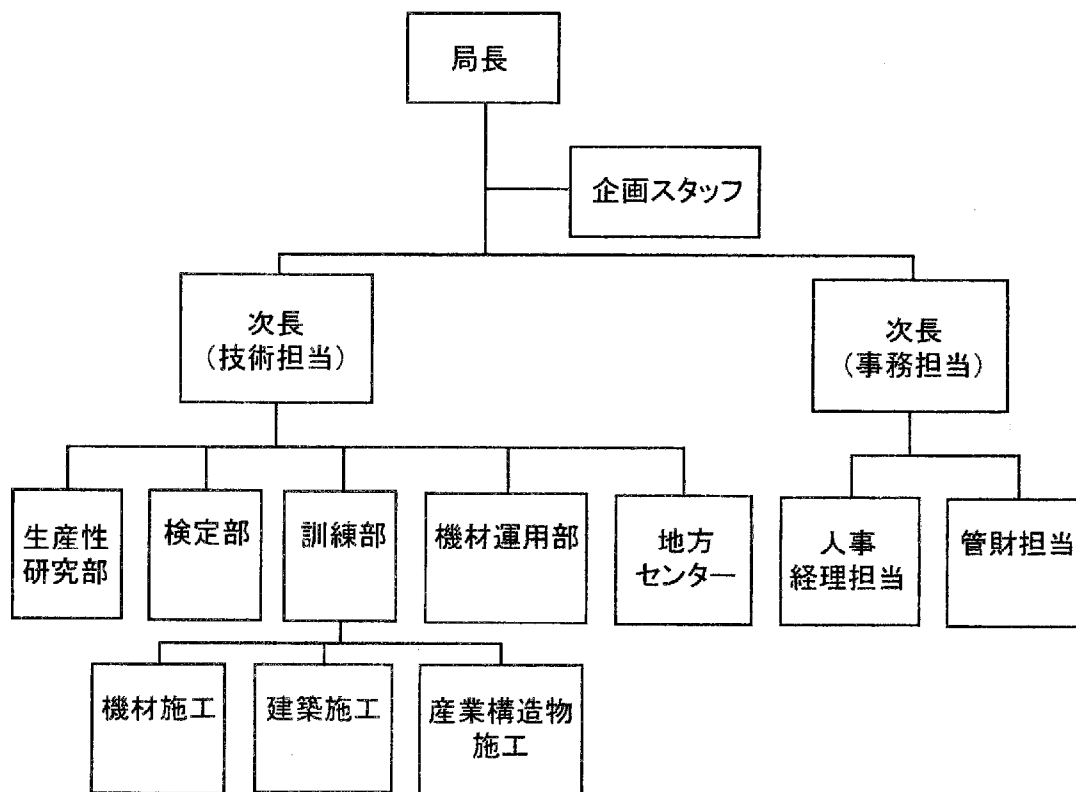 局長
企画スタッフ
次長
（技術担当）
次長
（事務担当）
生産性
研究部
検定部
訓練部
機材運用部
地方
センター
人事
経理担当
管財担当
機材施工
建築施工
産業構造物
施工